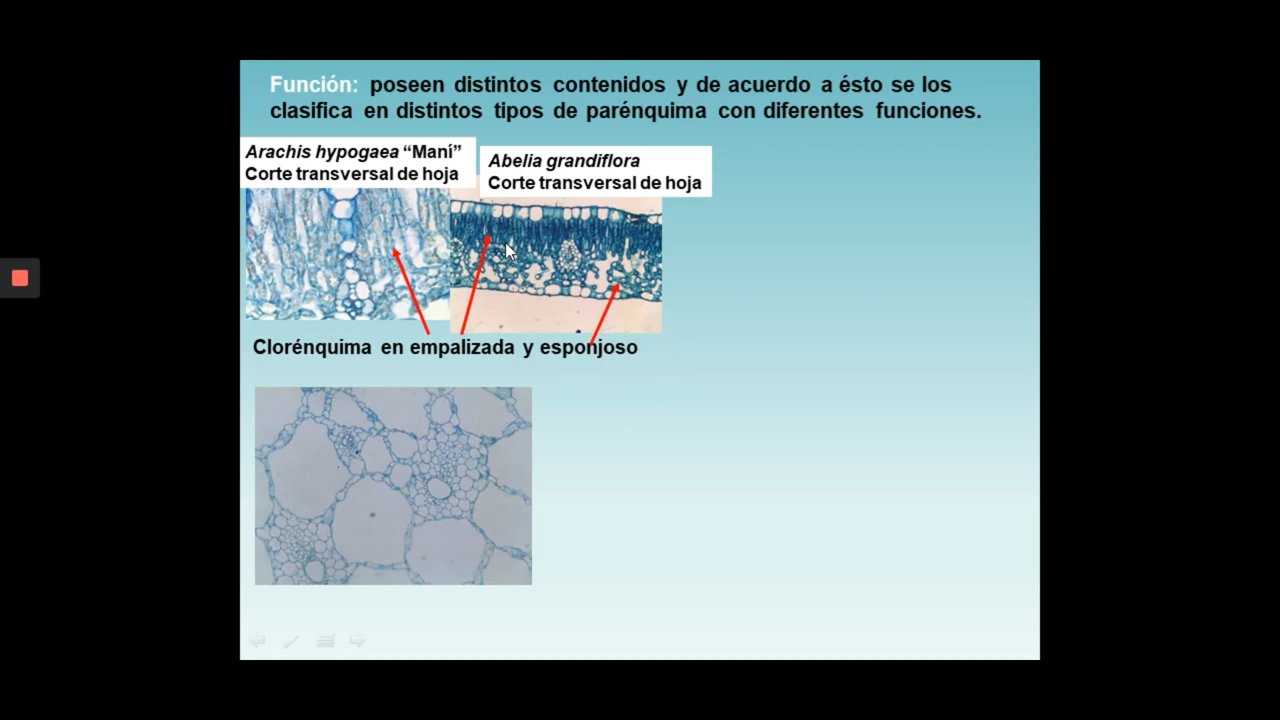 Función: poseen distintos contenidos y de acuerdo a ésto se los
clasifica en distintos tipos de parénquima con diferentes funciones.
Arachis hypogaea “Maní”
Corte transversal de hoja
Abelia grandiflora
Corte transversal de hoja
Clorénquima en empalizada y esponjoso